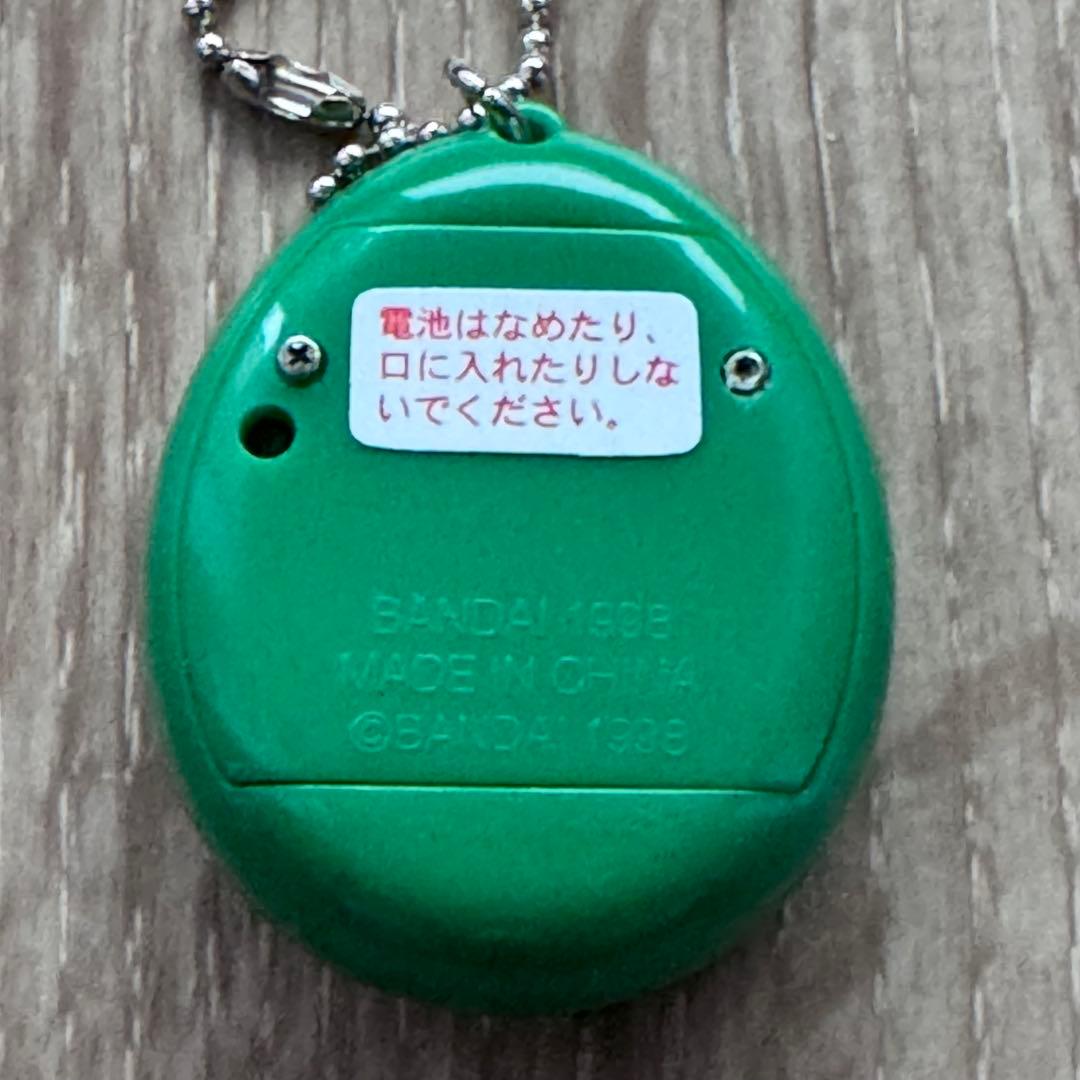 電池はなめたり、
口に入れたりしな
いでください。
BANDAI 1998
MADE IN CHINA
©BANDAI 1998